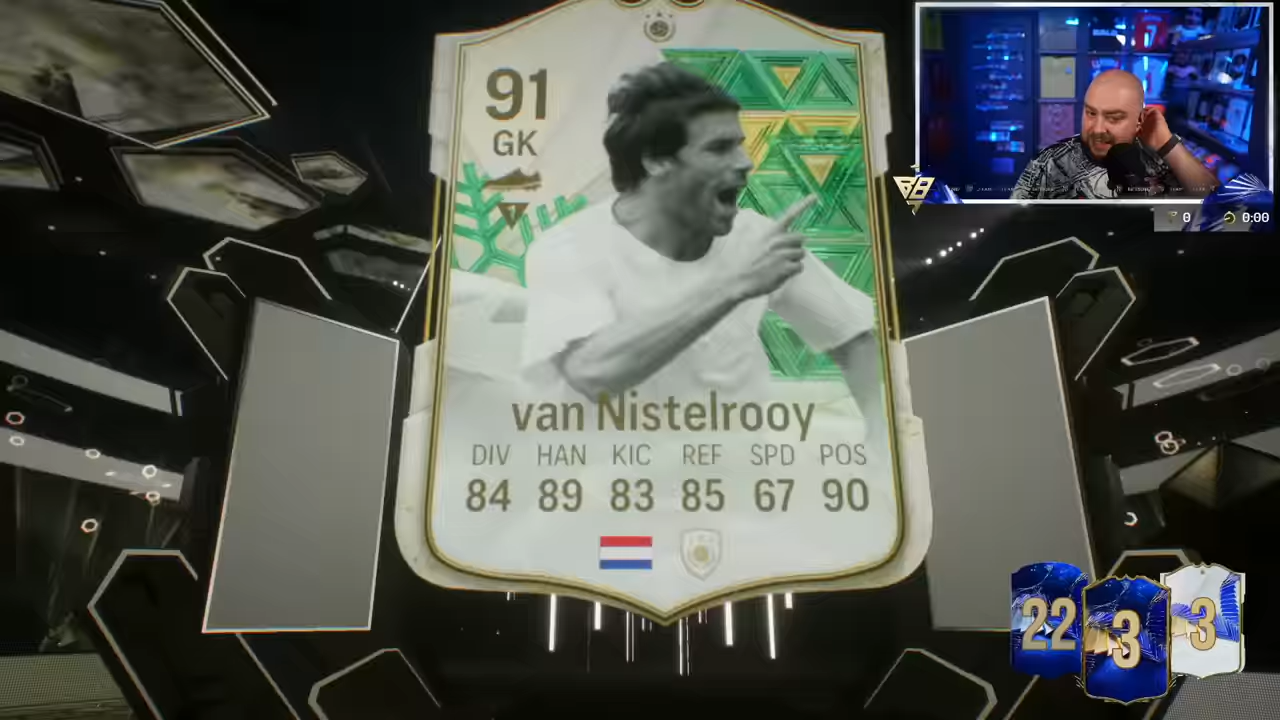 91
GK
van Nistelrooy
DIV HAN KIC REF SPD POS
84 89 83 85 67 90
0 0:00
22 3 3